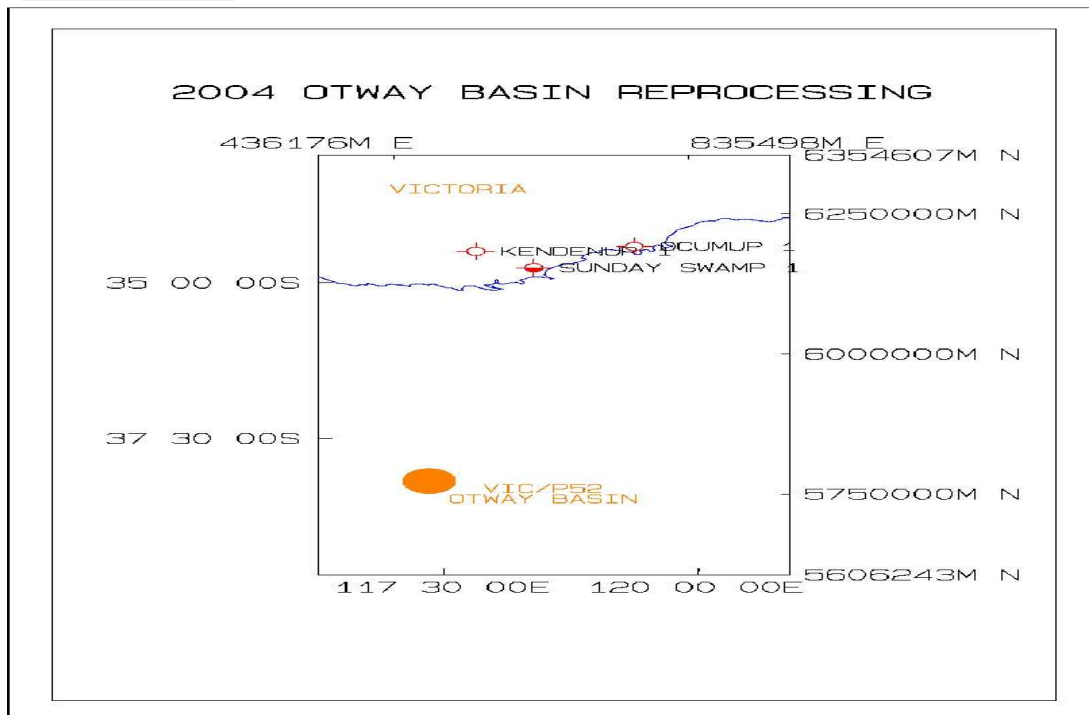 2004 OTWAY BASIN REPROCESSING
436176M E 835498M E
6354607M N
VICTORIA
6250000M N
KENDENUP 1
OCUMUP 1
SUNDAY SWAMP 1
35 00 00S
6000000M N
37 30 00S
VIC/P52
OTWAY BASIN
5750000M N
5606243M N
117 30 00E 120 00 00E